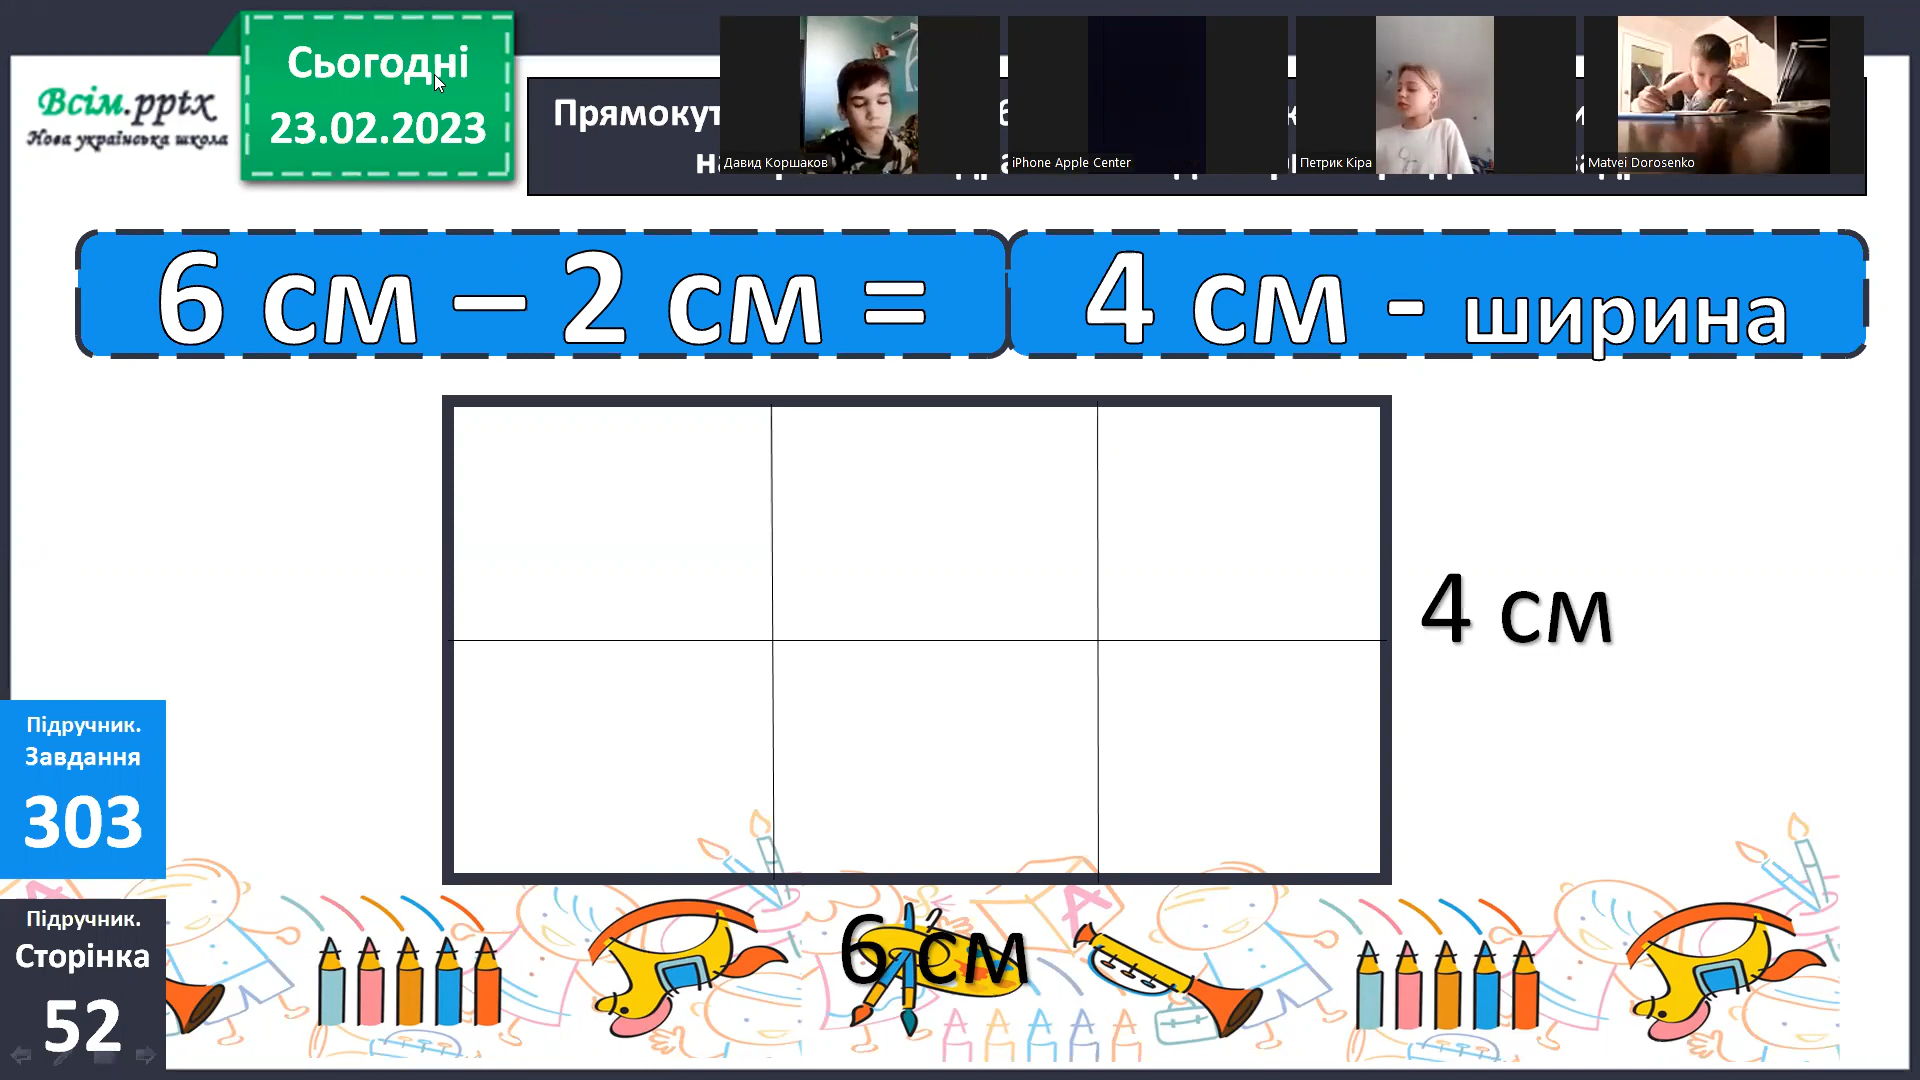 Сьогодні
23.02.2023
Всім.pptx
Нова українська школа
Давид Коршаков
iPhone Apple Center
Петрик Кіра
Matvei Dorosenko
6 см – 2 см =
4 см - ширина
4 см
6 см
Підручник.
Завдання
303
Підручник.
Сторінка
52